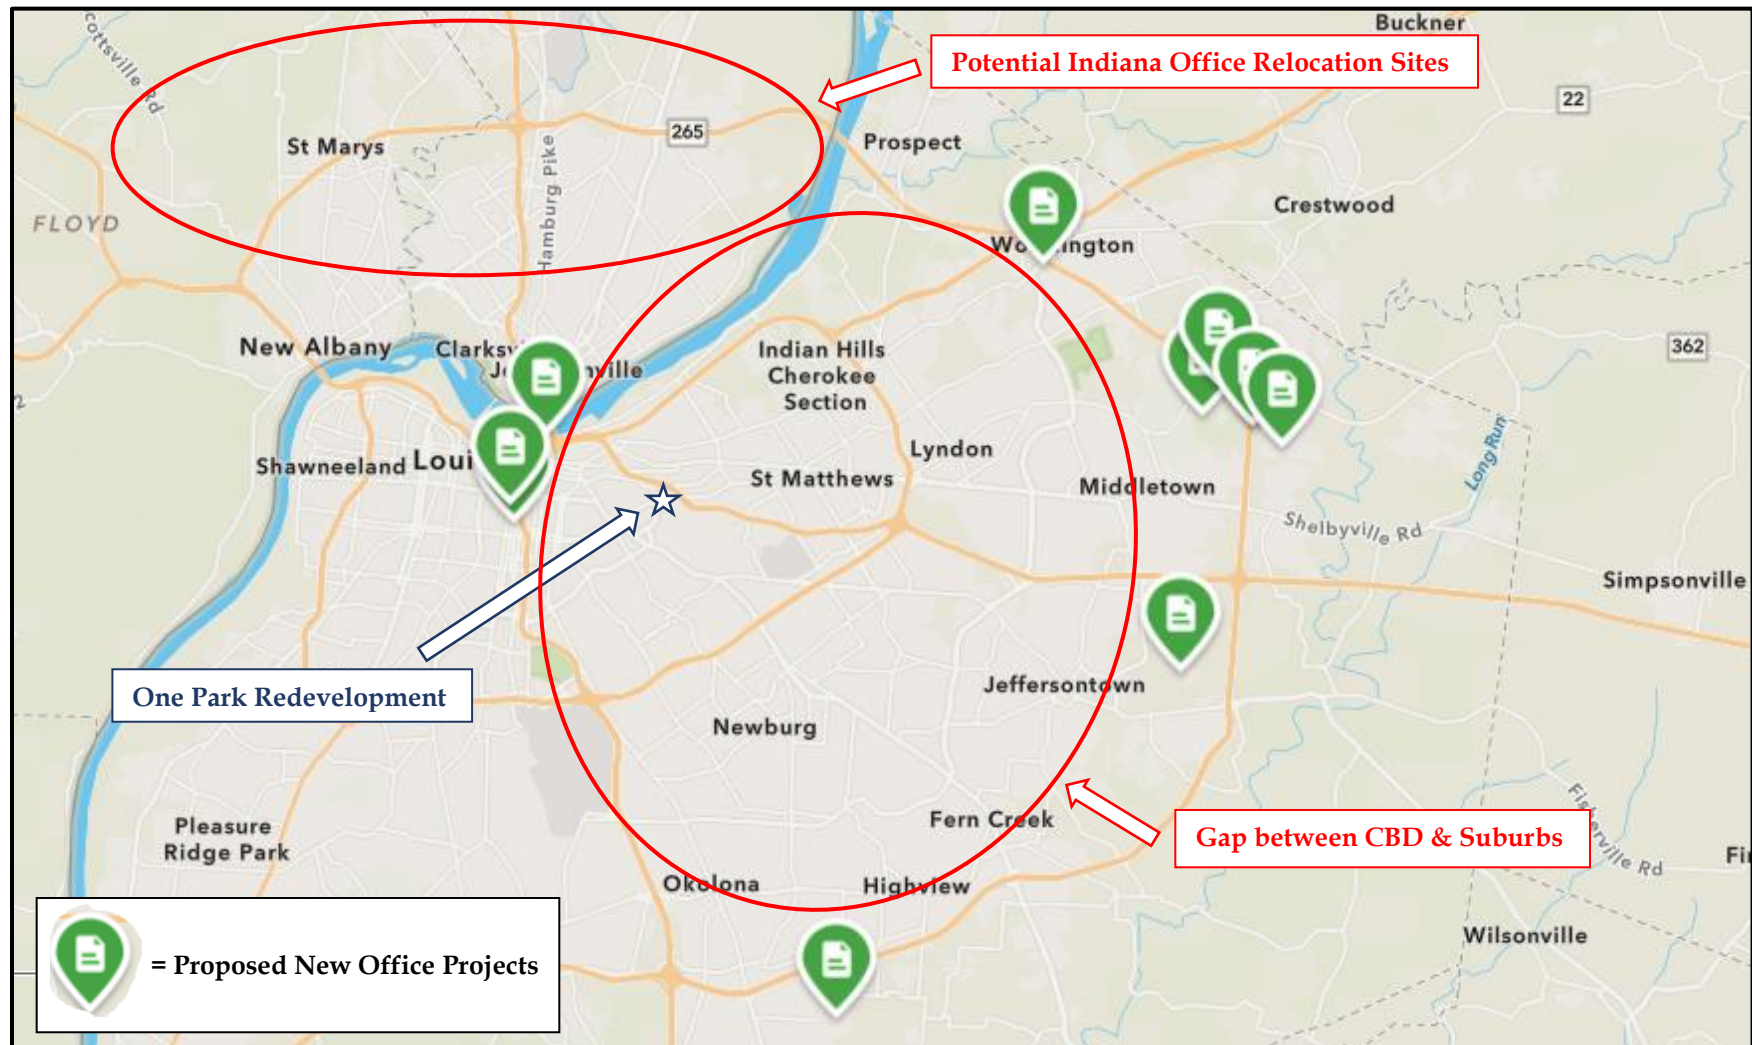 Buckner
Potential Indiana Office Relocation Sites
ottsville Rd
22
265
Prospect
St Marys
Hamburg Pike
Crestwood
FLOYD
New Albany
Indian Hills
Cherokee
Section
362
Long Run
Lyndon
Shawneeland
St Matthews
Middletown
Shelbyville Rd
Simpsonville
One Park Redevelopment
Jeffersontown
Newburg
Fern Creek
Gap between CBD & Suburbs
Pleasure
Ridge Park
Okolona
Highview
Wilsonville
= Proposed New Office Projects